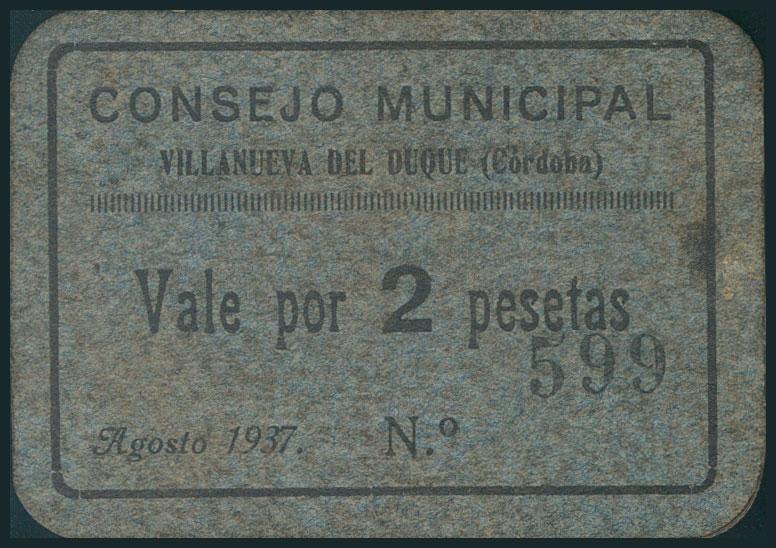 CONSEJO MUNICIPAL
VILLANUEVA DEL DUQUE (Córdoba)
Vale por 2 pesetas
599
Agosto 1937. N.º